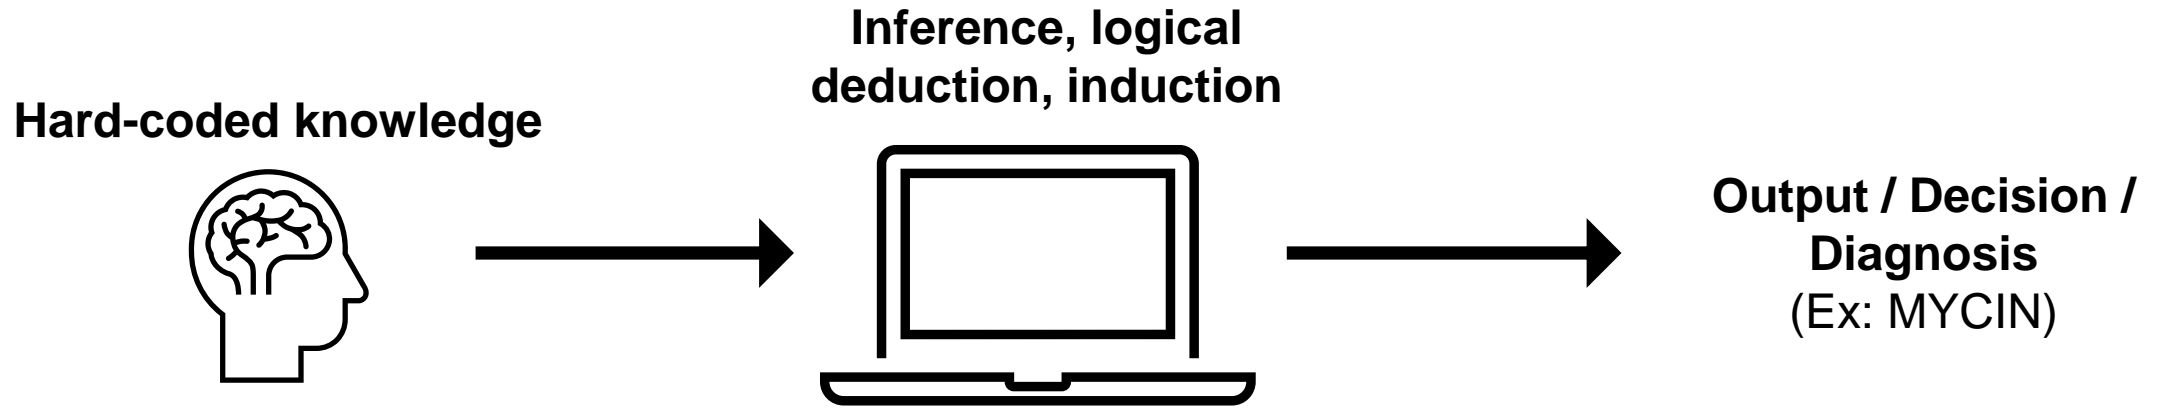 Hard-coded knowledge
Inference, logical
deduction, induction
Output / Decision /
Diagnosis
(Ex: MYCIN)